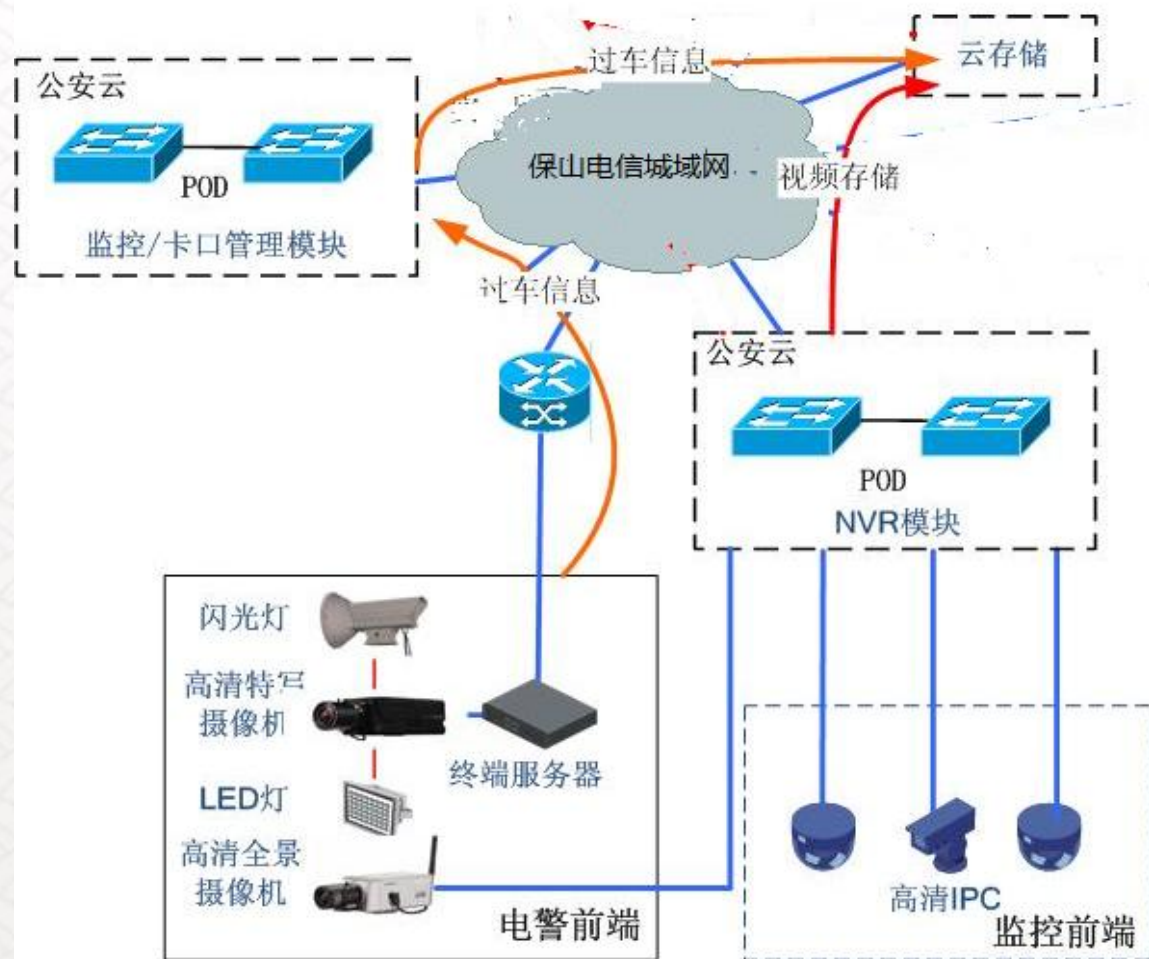 过车信息
云存储
公安云
POD
监控/卡口管理模块
保山电信城域网
视频存储
过车信息
公安云
POD
NVR模块
闪光灯
高清特写
摄像机
终端服务器
LED灯
高清全景
摄像机
电警前端
高清IPC
监控前端